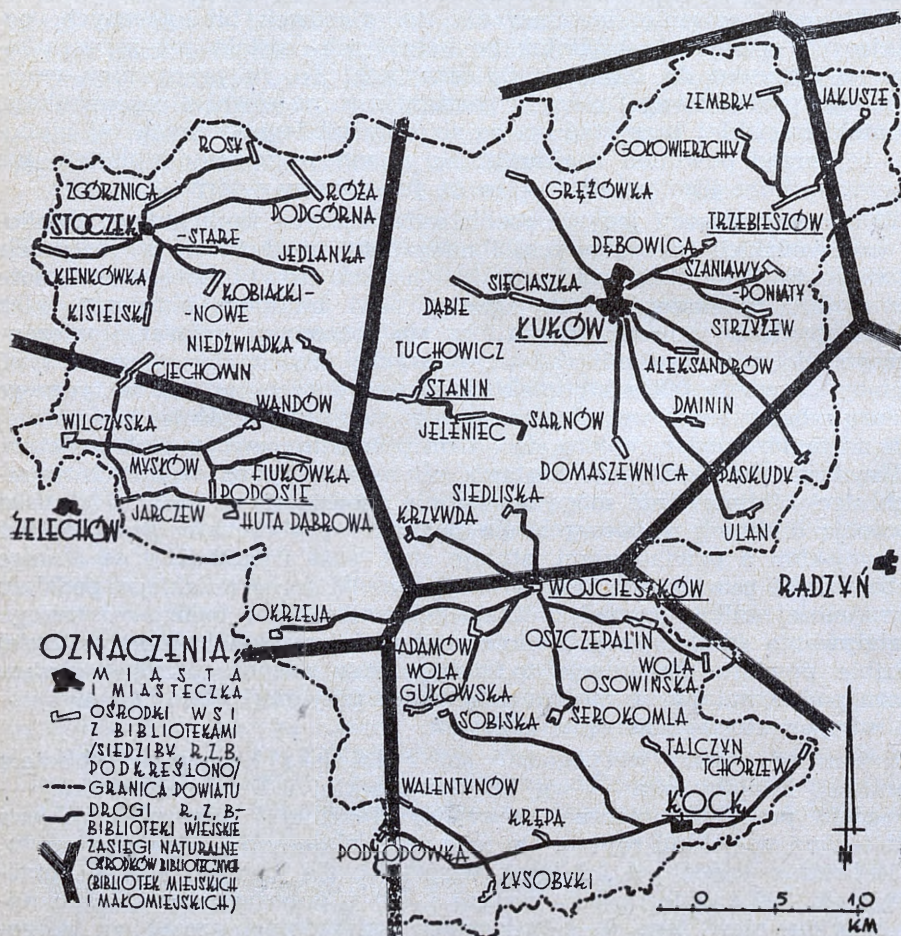 ZEMBRY
JAKUSZE
GOŁOWIERZCHY
ROSY
GRĘŻÓWKA
ZGÓRZNICA
RÓŻA
PODGÓRNA
TRZEBIESZÓW
STOCZEK
-STARE
DĘBOWICA
JEDLANKA
SZANIAWY-
-PONIATY
KIENKÓWKA
SIĘCIASZKA
KOBIAŁKI-
-NOWE
DĄBIE
KISIELSK
STRZYŻEW
ŁUKÓW
NIEDŹWIADKA
TUCHOWICZ
ALEKSANDRÓW
CIECHOMIN
STANIN
WANDÓW
DMININ
WILCZYSKA
JELENIEC
SARNÓW
MYSŁÓW
FIUKÓWKA
DOMASZEWNICA
PASKUDY
PODOSIE
SIEDLISKA
JARCZEW
HUTA DĄBROWA
KRZYWDA
ŻELECHÓW
ULAN
WOJCIESZKÓW
RADZYŃ
OKRZEJA
OSZCZEPALIN
ADAMÓW
WOLA
GUŁOWSKA
WOLA
OSOWIŃSKA
SOBISKA
SEROKOMLA
TALCZYN
TCHÓRZEW
WALENTYNÓW
KOCK
KRĘPA
PODLODÓWKA
ŁYSOBYKI
OZNACZENIA
MIASTA
I MIASTECZKA
OŚRODKI WSI
Z BIBLIOTEKAMI
/SIEDZIBY R.Z.B.
PODKREŚLONO/
GRANICA POWIATU
DROGI R.Z.B-
BIBLIOTEKI WIEJSKIE
ZASIĘGI NATURALNE
OŚRODKÓW BIBLIOTECZNYCH
(BIBLIOTEK MIEJSKICH
I MAŁOMIEJSKICH)
N
0 5 10
KM